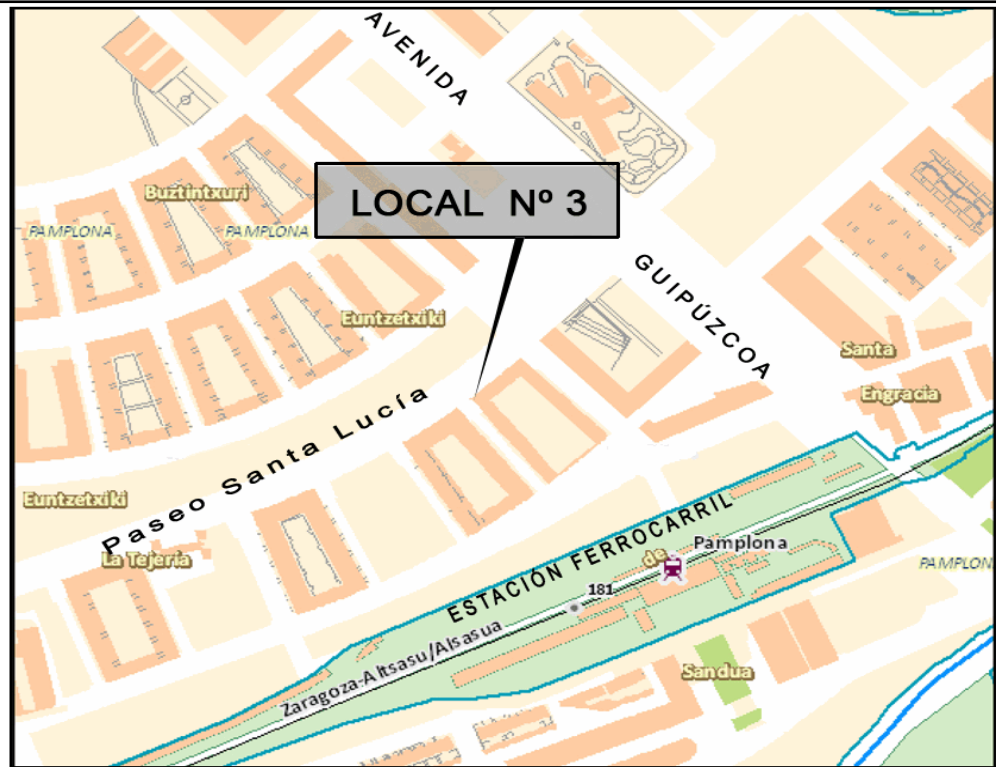 AVENIDA
Buztintxuri
LOCAL Nº 3
PAMPLONA
PAMPLONA
GUIPÚZCOA
Euntzetxiki
Santa
Engracia
Paseo Santa Lucía
Euntzetxiki
La Tejería
ESTACIÓN FERROCARRIL
de
Pamplona
PAMPLON
181
Zaragoza-Altsasu/Alsasua
Sandua